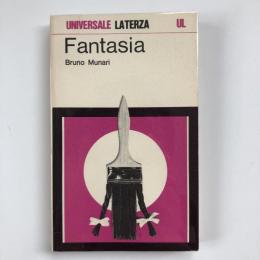 UNIVERSALE LATERZA UL
Fantasia
Bruno Munari